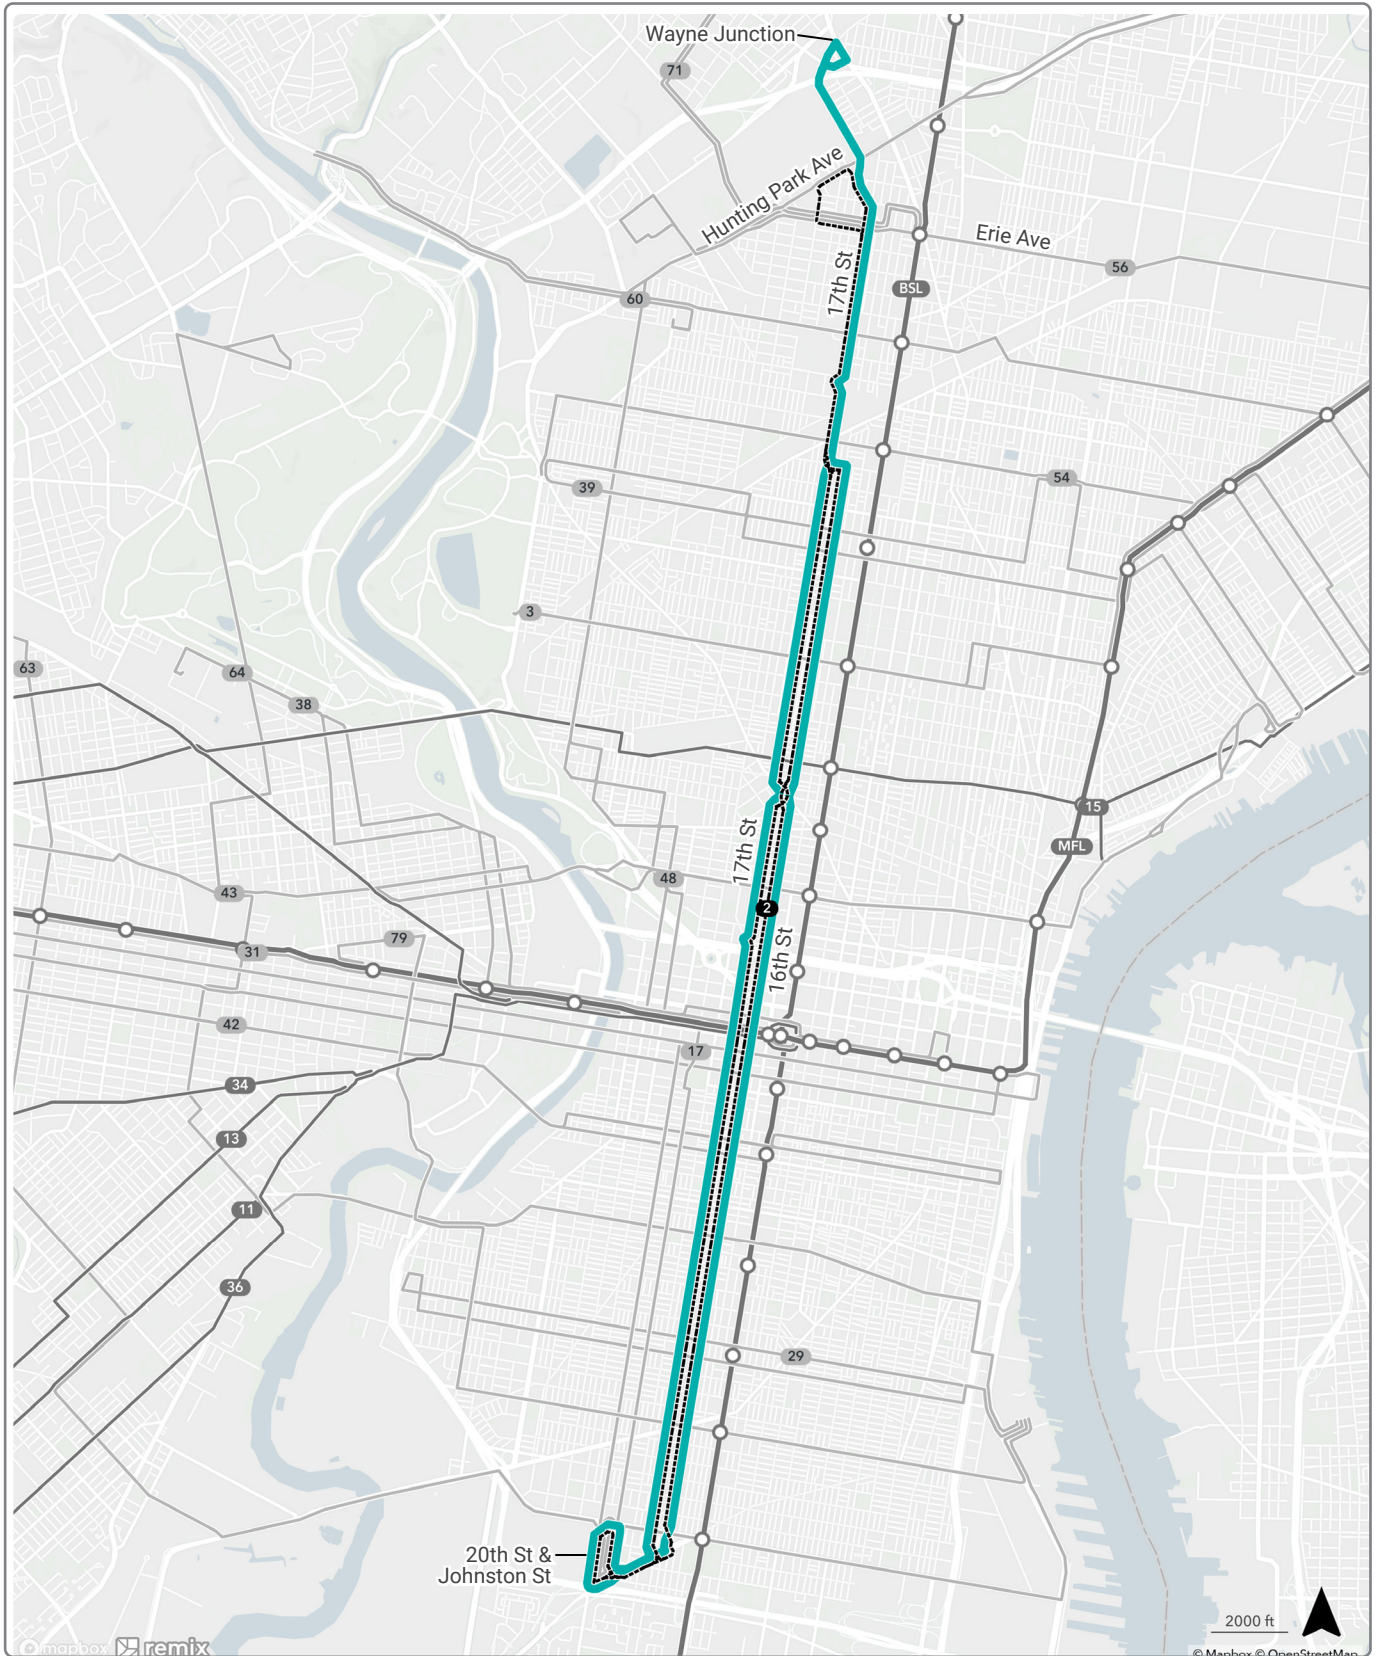 Wayne Junction
71
Hunting Park Ave
Erie Ave
56
17th St
BSL
60
54
39
3
63
64
38
15
17th St
MFL
48
43
2
79
31
16th St
42
17
34
13
11
36
29
20th St &
Johnston St
2000 ft
mapbox
remix
© Mapbox © OpenStreetMap